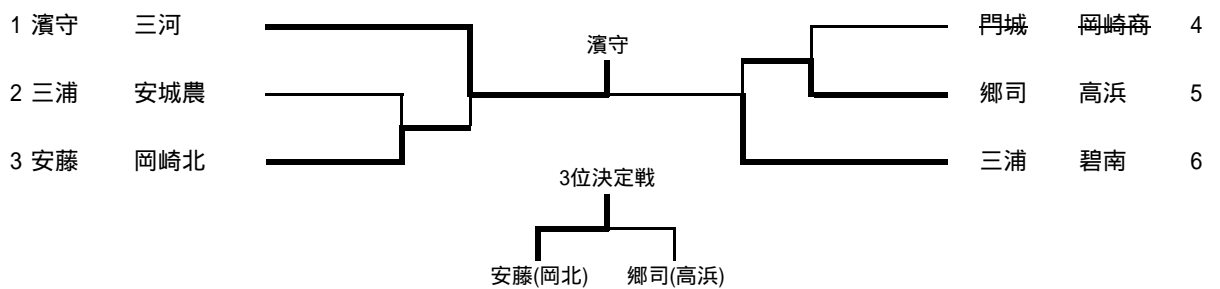 1 濱守 三河
2 三浦 安城農
3 安藤 岡崎北
濱守
門城 岡崎商 4
郷司 高浜 5
三浦 碧南 6
3位決定戦
安藤(岡北) 郷司(高浜)